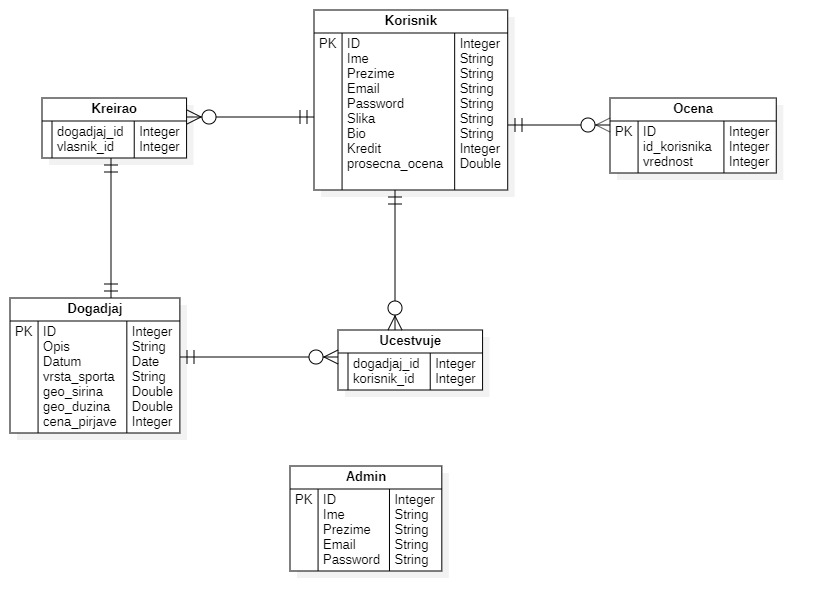 Korisnik
PK ID Integer
Ime String
Prezime String
Email String
Password String
Slika String
Bio String
Kredit Integer
prosecna_ocena Double
Kreirao
dogadjaj_id Integer
vlasnik_id Integer
Ocena
PK ID Integer
id_korisnika Integer
vrednost Integer
Dogadjaj
PK ID Integer
Opis String
Datum Date
vrsta_sporta String
geo_sirina Double
geo_duzina Double
cena_pirjave Integer
Ucestvuje
dogadjaj_id Integer
korisnik_id Integer
Admin
PK ID Integer
Ime String
Prezime String
Email String
Password String